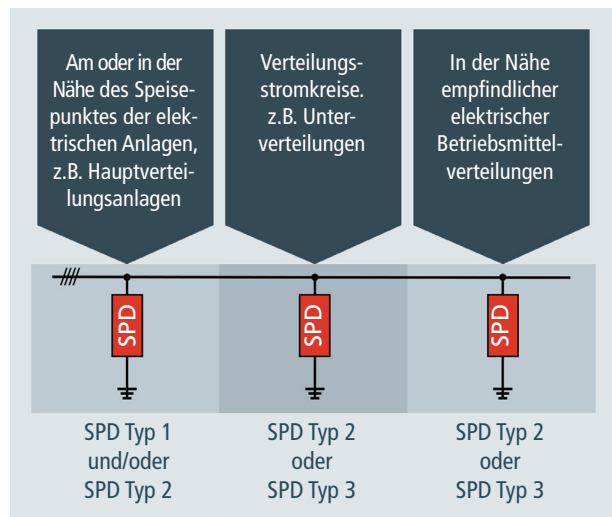 Am oder in der
Nähe des Speise-
punktes der elek-
trischen Anlagen,
z.B. Hauptvertei-
lungsanlagen
Verteilungs-
stromkreise.
z.B. Unter-
verteilungen
In der Nähe
empfindlicher
elektrischer
Betriebsmittel-
verteilungen
SPD
SPD
SPD
SPD Typ 1
und/oder
SPD Typ 2
SPD Typ 2
oder
SPD Typ 3
SPD Typ 2
oder
SPD Typ 3